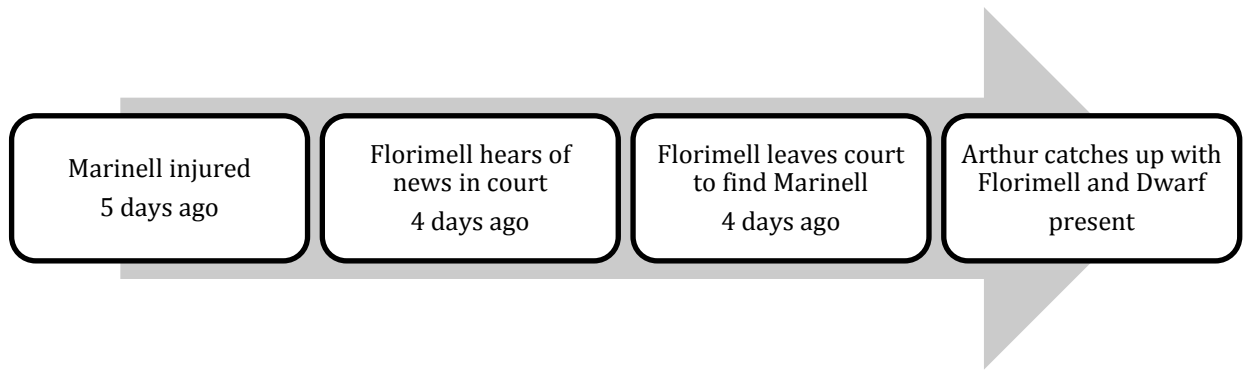 Marinell injured
5 days ago
Florimell hears of
news in court
4 days ago
Florimell leaves court
to find Marinell
4 days ago
Arthur catches up with
Florimell and Dwarf
present